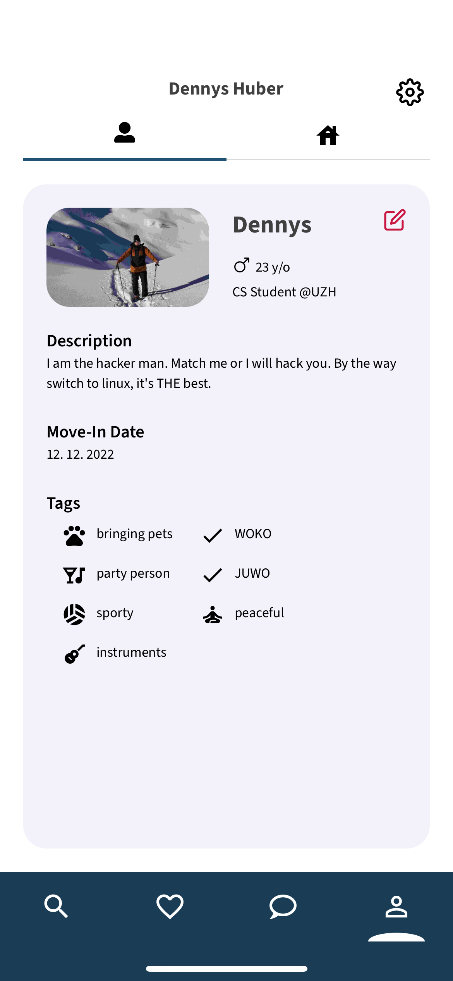 Dennys Huber
Dennys
23 y/o
CS Student @UZH
Description
I am the hacker man. Match me or I will hack you. By the way
switch to linux, it's THE best.
Move-In Date
12. 12. 2022
Tags
bringing pets
WOKO
party person
JUWO
sporty
peaceful
instruments